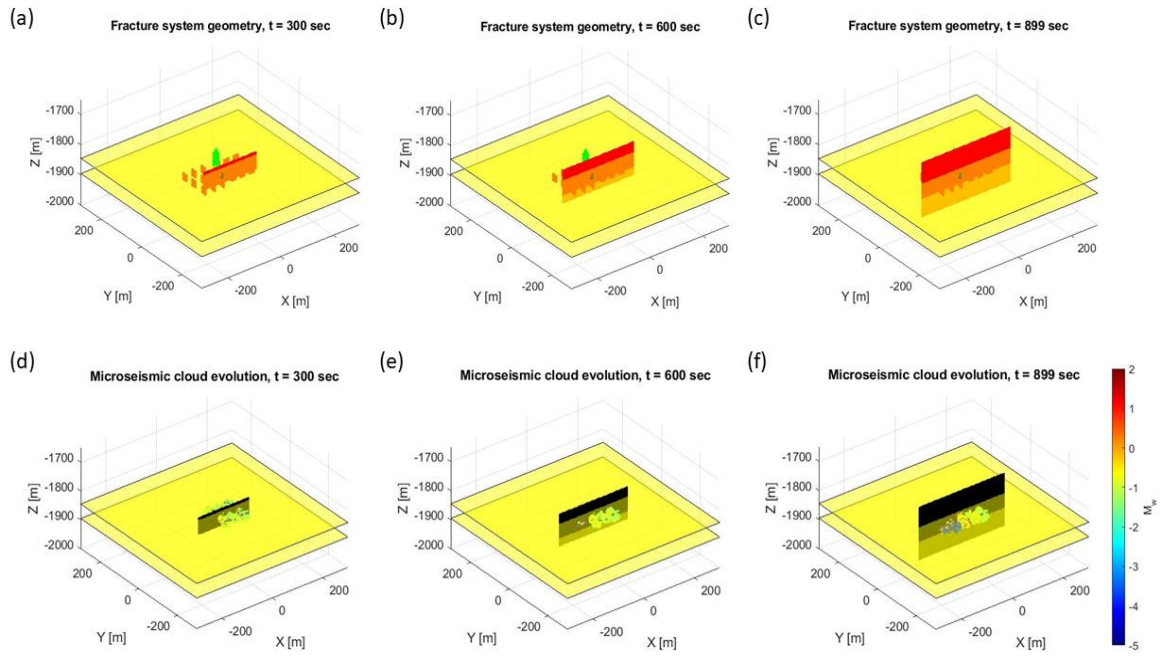 (a)
Fracture system geometry, t = 300 sec
Z [m]
-1700
-1800
-1900
-2000
200
0
-200
Y [m]
-200
0
200
X [m]
(b)
Fracture system geometry, t = 600 sec
Z [m]
-1700
-1800
-1900
-2000
200
0
-200
Y [m]
-200
0
200
X [m]
(c)
Fracture system geometry, t = 899 sec
Z [m]
-1700
-1800
-1900
-2000
200
0
-200
Y [m]
-200
0
200
X [m]
(d)
Microseismic cloud evolution, t = 300 sec
Z [m]
-1700
-1800
-1900
-2000
200
0
-200
Y [m]
-200
0
200
X [m]
(e)
Microseismic cloud evolution, t = 600 sec
Z [m]
-1700
-1800
-1900
-2000
200
0
-200
Y [m]
-200
0
200
X [m]
(f)
Microseismic cloud evolution, t = 899 sec
Z [m]
-1700
-1800
-1900
-2000
200
0
-200
Y [m]
-200
0
200
X [m]
2
1
0
-1
-2
-3
-4
-5
Mw